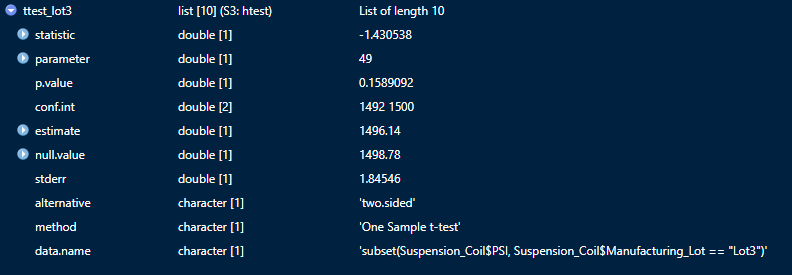 ttest_lot3 list [10] (S3: htest) List of length 10
statistic double [1] -1.430538
parameter double [1] 49
p.value double [1] 0.1589092
conf.int double [2] 1492 1500
estimate double [1] 1496.14
null.value double [1] 1498.78
stderr double [1] 1.84546
alternative character [1] 'two.sided'
method character [1] 'One Sample t-test'
data.name character [1] 'subset(Suspension_Coil$PSI, Suspension_Coil$Manufacturing_Lot == "Lot3")'